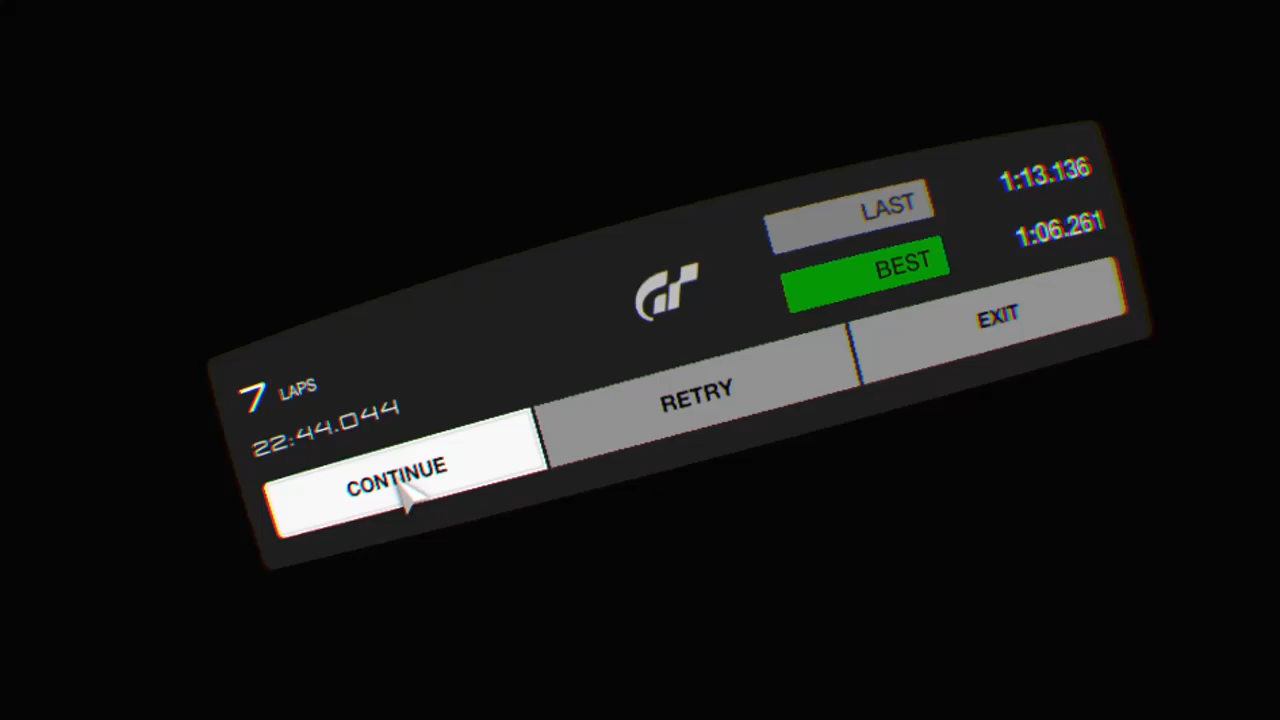 LAST 1:13.136
BEST 1:06.261
7 LAPS
22:44.044
CONTINUE RETRY EXIT